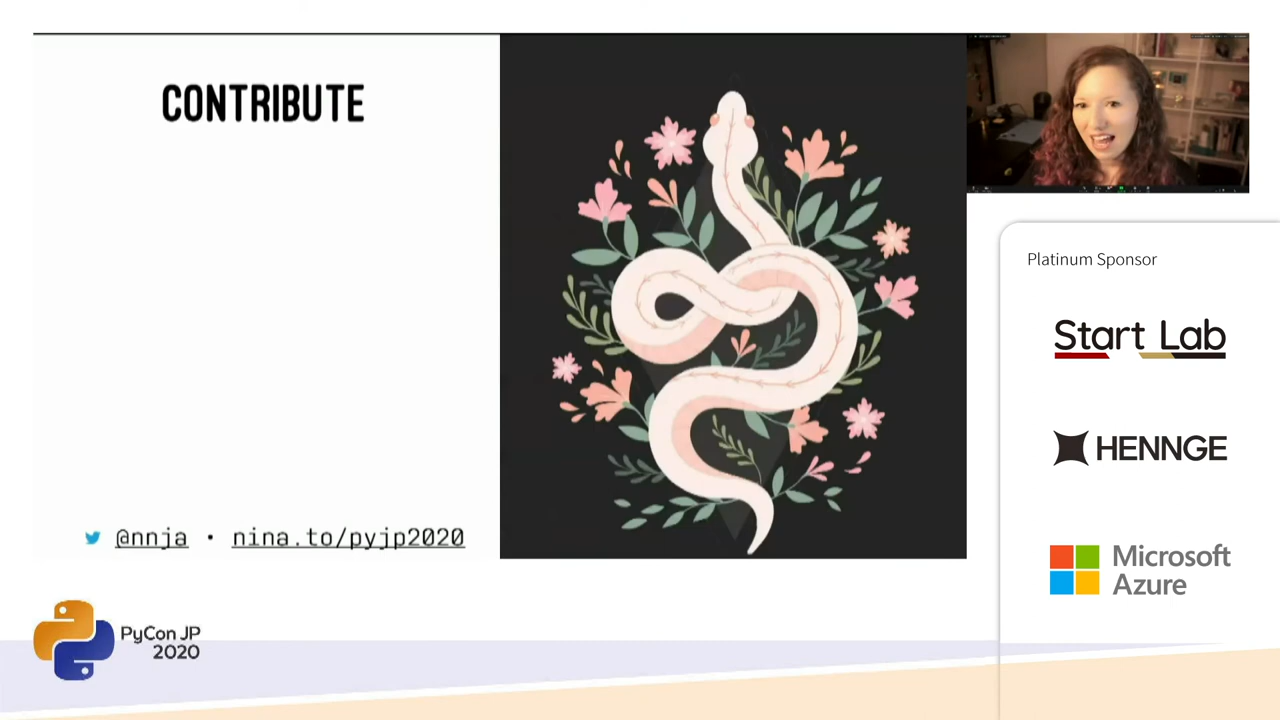 CONTRIBUTE
@nnja • nina.to/pyjp2020
Platinum Sponsor
Start Lab
HENNGE
Microsoft
Azure
PyCon JP
2020